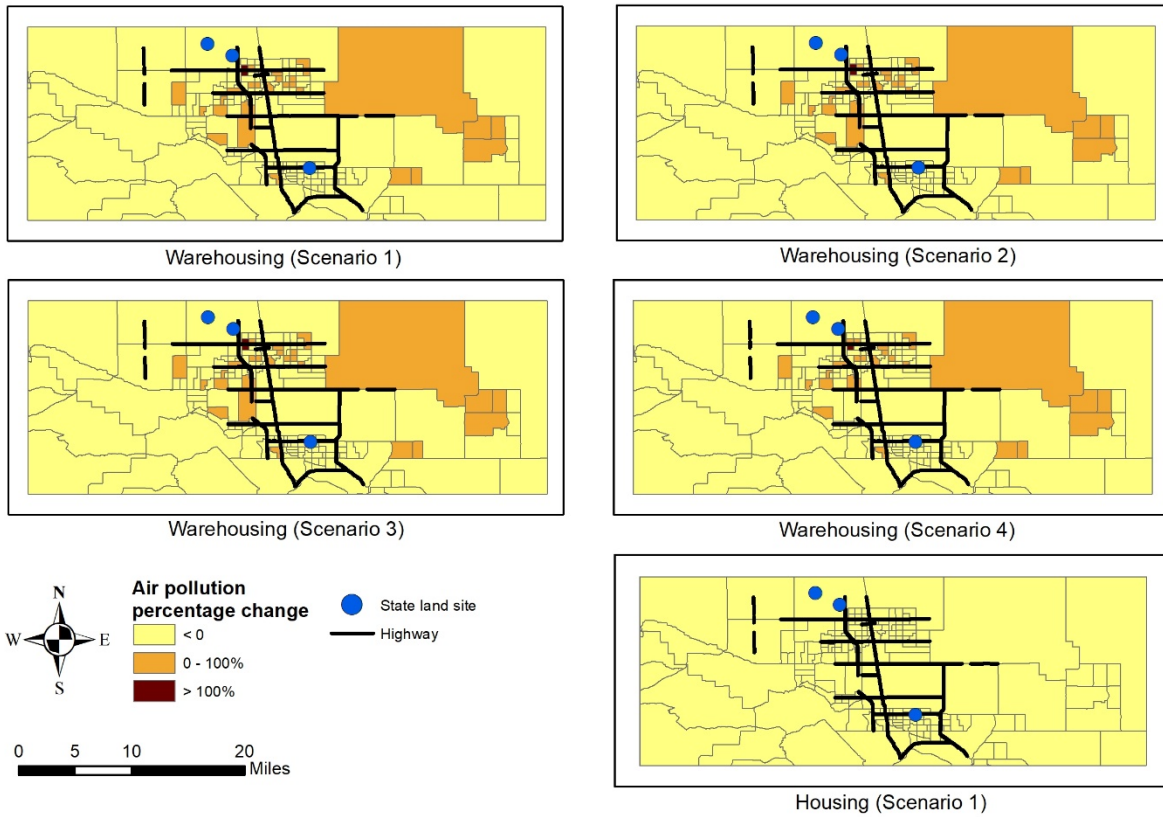 Warehousing (Scenario 1)
Warehousing (Scenario 2)
Warehousing (Scenario 3)
Warehousing (Scenario 4)
N
W
E
S
Air pollution
percentage change
< 0
0 - 100%
> 100%
State land site
Highway
0 5 10 20
Miles
Housing (Scenario 1)